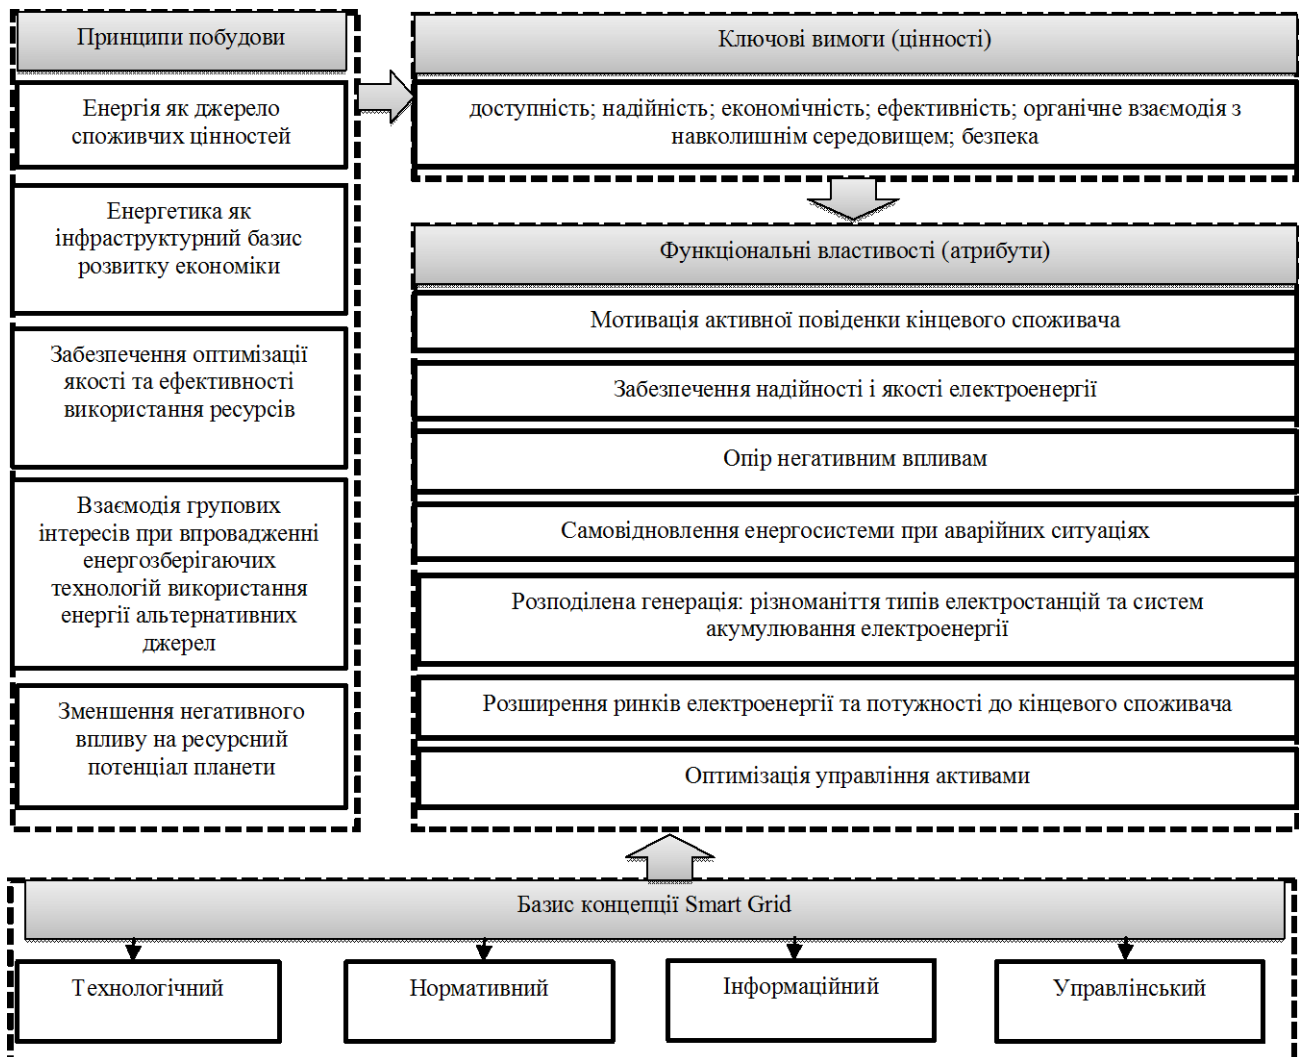 Принципи побудови
Енергія як джерело
споживчих цінностей
Енергетика як
інфраструктурний базис
розвитку економіки
Забезпечення оптимізації
якості та ефективності
використання ресурсів
Взаємодія групових
інтересів при впровадженні
енергозберігаючих
технологій використання
енергії альтернативних
джерел
Зменшення негативного
впливу на ресурсний
потенціал планети
Ключові вимоги (цінності)
доступність; надійність; економічність; ефективність; органічне взаємодія з
навколишнім середовищем; безпека
Функціональні властивості (атрибути)
Мотивація активної повіденки кінцевого споживача
Забезпечення надійності і якості електроенергії
Опір негативним впливам
Самовідновлення енергосистеми при аварійних ситуаціях
Розподілена генерація: різноманіття типів електростанцій та систем
акумулювання електроенергії
Розширення ринків електроенергії та потужності до кінцевого споживача
Оптимізація управління активами
Базис концепції Smart Grid
Технологічний
Нормативний
Інформаційний
Управлінський